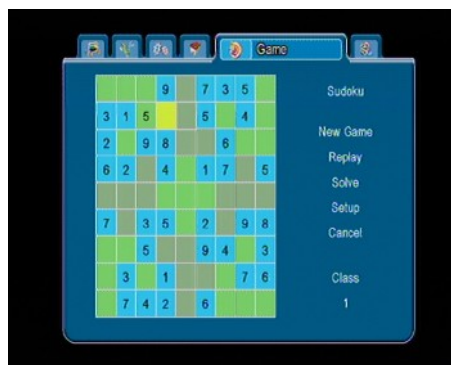 Game
Sudoku
New Game
Replay
Solve
Setup
Cancel
Class
1
9 7 3 5
3 1 5 5 4
2 9 8 6
6 2 4 1 7 5
7 3 5 2 9 8
5 9 4 3
3 1 7 6
7 4 2 6